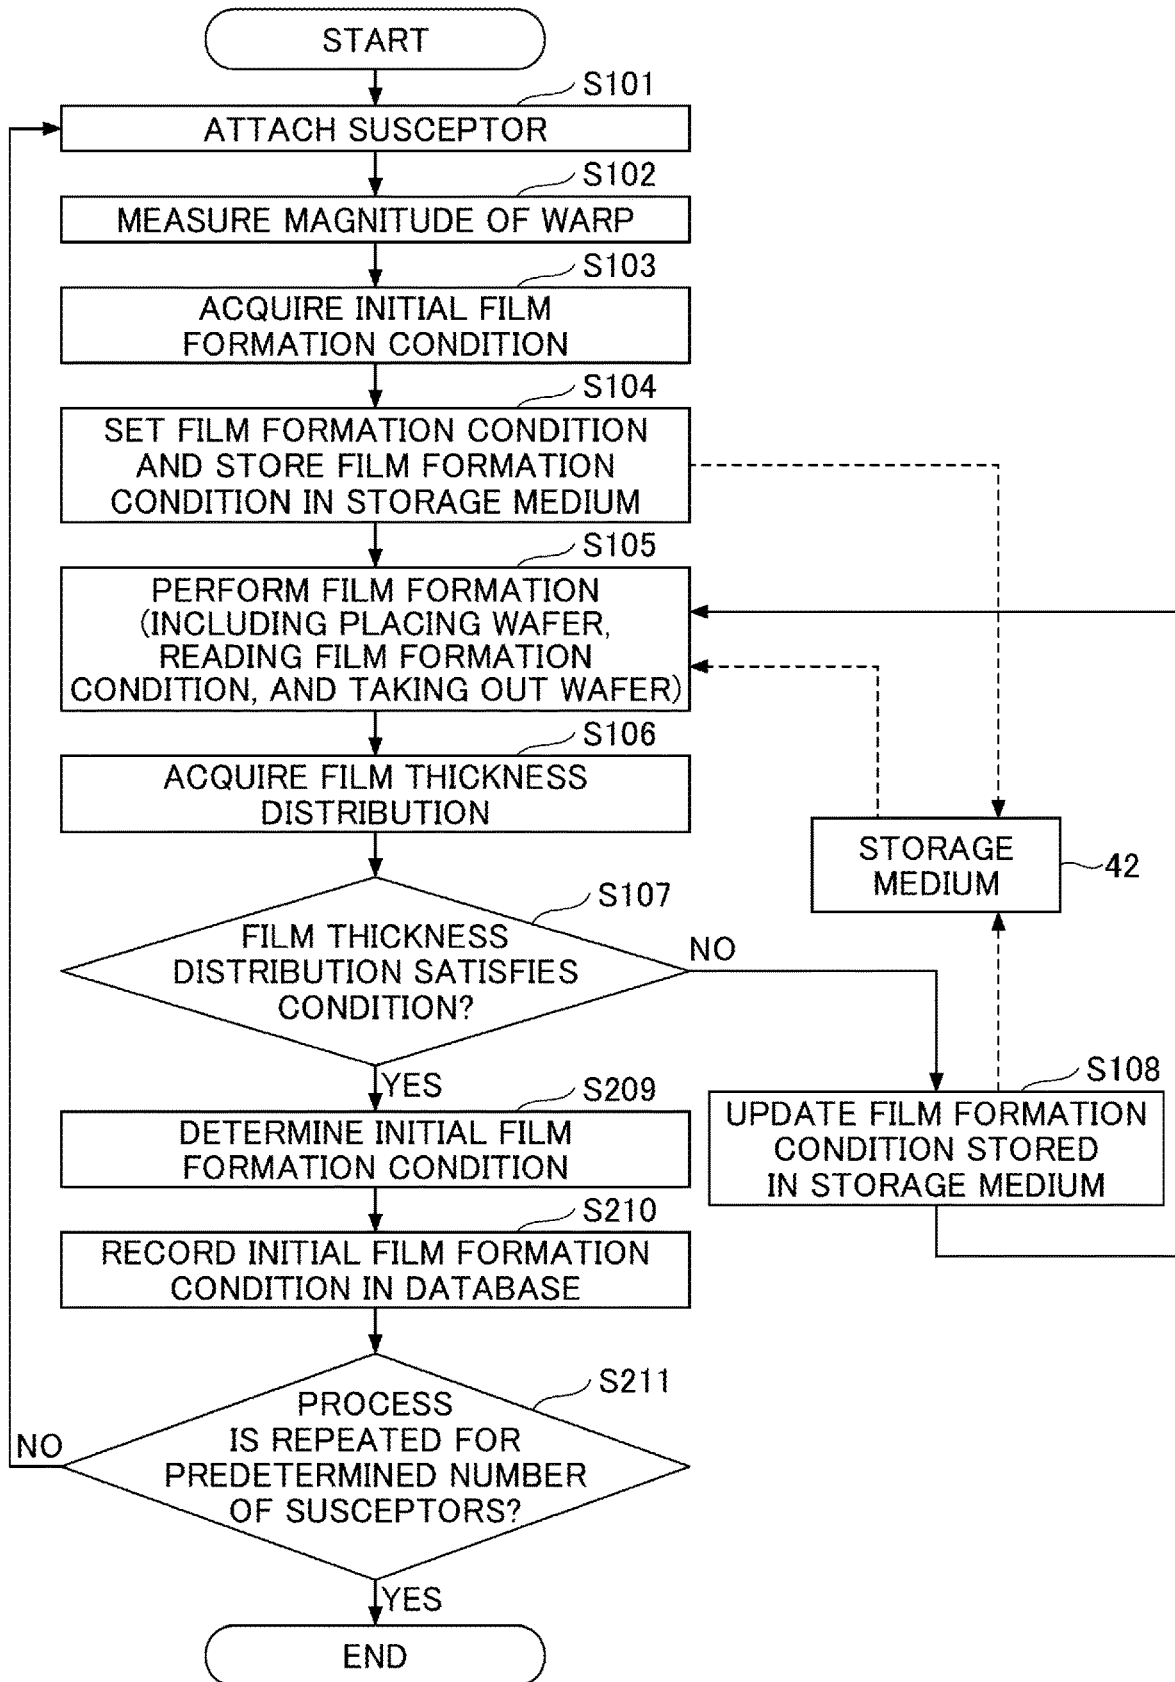 START
S101
ATTACH SUSCEPTOR
S102
MEASURE MAGNITUDE OF WARP
S103
ACQUIRE INITIAL FILM
FORMATION CONDITION
S104
SET FILM FORMATION CONDITION
AND STORE FILM FORMATION
CONDITION IN STORAGE MEDIUM
S105
PERFORM FILM FORMATION
(INCLUDING PLACING WAFER,
READING FILM FORMATION
CONDITION, AND TAKING OUT WAFER)
S106
ACQUIRE FILM THICKNESS
DISTRIBUTION
STORAGE
MEDIUM
42
S107
FILM THICKNESS
DISTRIBUTION SATISFIES
CONDITION?
NO
YES
S108
UPDATE FILM FORMATION
CONDITION STORED
IN STORAGE MEDIUM
S209
DETERMINE INITIAL FILM
FORMATION CONDITION
S210
RECORD INITIAL FILM FORMATION
CONDITION IN DATABASE
S211
PROCESS
IS REPEATED FOR
PREDETERMINED NUMBER
OF SUSCEPTORS?
NO
YES
END